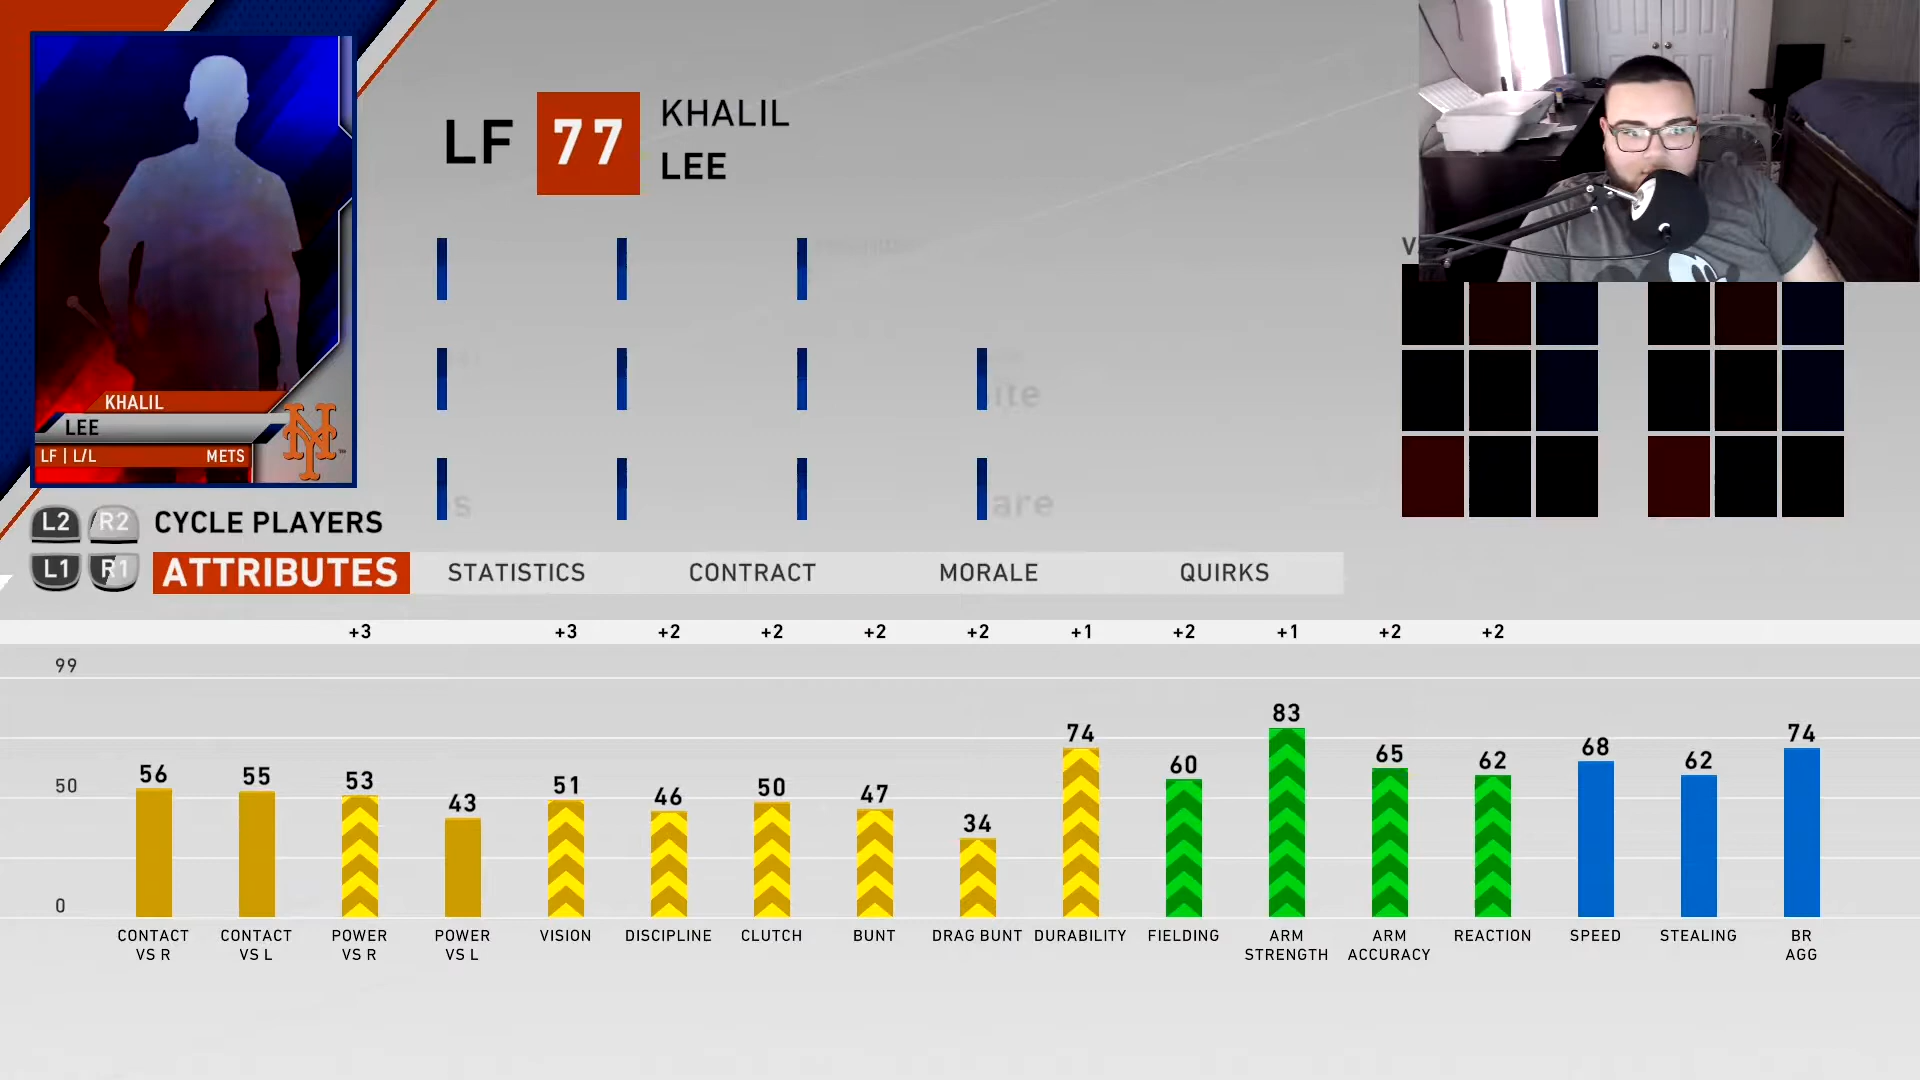 LF 77 KHALIL
LEE
KHALIL
LEE
LF | L/L METS
NY
V
ite
s
are
L2 R2 CYCLE PLAYERS
L1 R1 ATTRIBUTES STATISTICS CONTRACT MORALE QUIRKS
+3 +3 +2 +2 +2 +2 +1 +2 +1 +2 +2
99
50
0
56 55 53 43 51 46 50 47 34 74 60 83 65 62 68 62 74
CONTACT VS R
CONTACT VS L
POWER VS R
POWER VS L
VISION
DISCIPLINE
CLUTCH
BUNT
DRAG BUNT
DURABILITY
FIELDING
ARM STRENGTH
ARM ACCURACY
REACTION
SPEED
STEALING
BR AGG